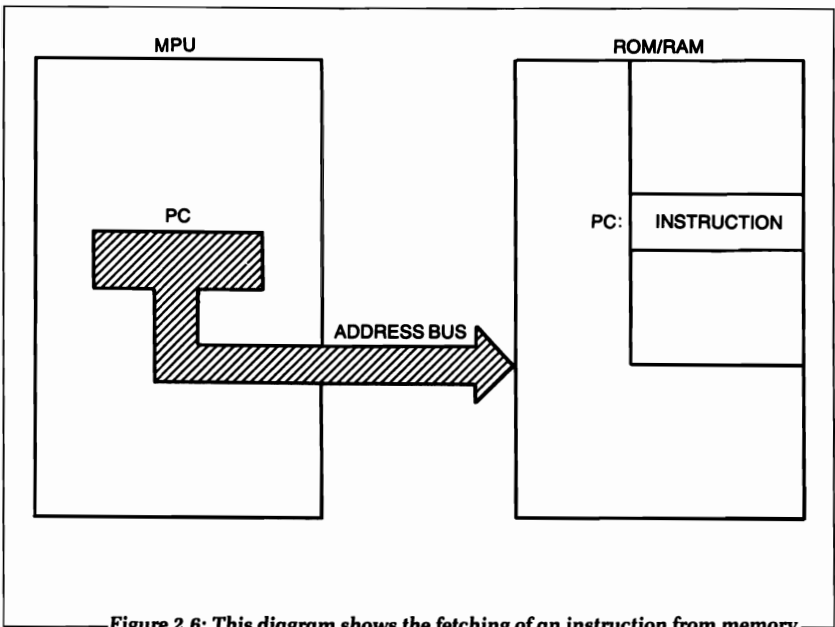 MPU
ROM/RAM
PC
PC: INSTRUCTION
ADDRESS BUS
Figure 2.6: This diagram shows the fetching of an instruction from memory